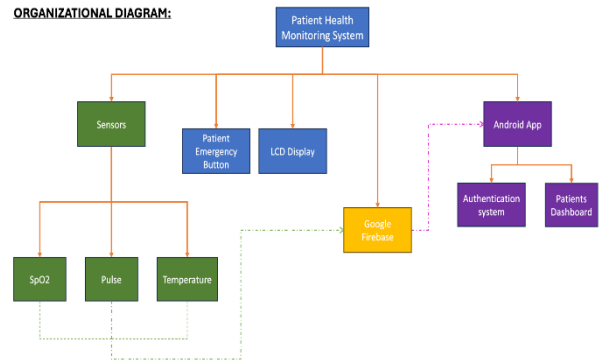 ORGANIZATIONAL DIAGRAM:
Patient Health
Monitoring System
Sensors
Patient
Emergency
Button
LCD Display
Android App
Google
Firebase
Authentication
system
Patients
Dashboard
SpO2
Pulse
Temperature